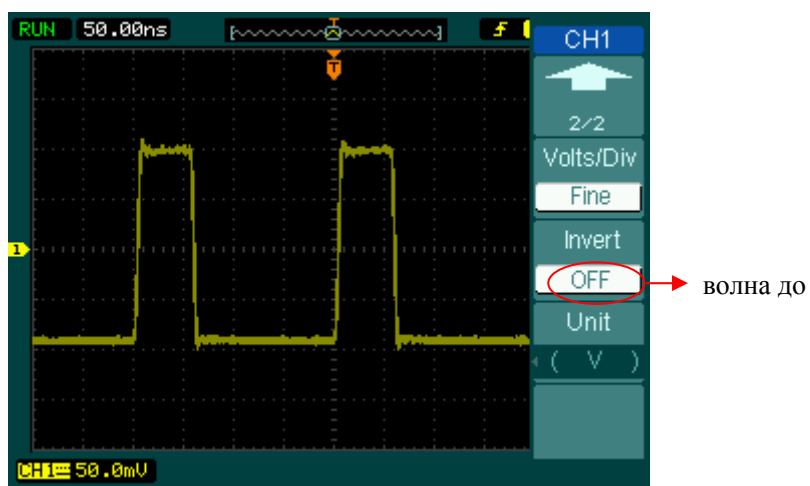 RUN 50.00ns T CH1
T
2/2
Volts/Div
Fine
1
Invert
OFF
волна до
Unit
( V )
CH1 50.0mV